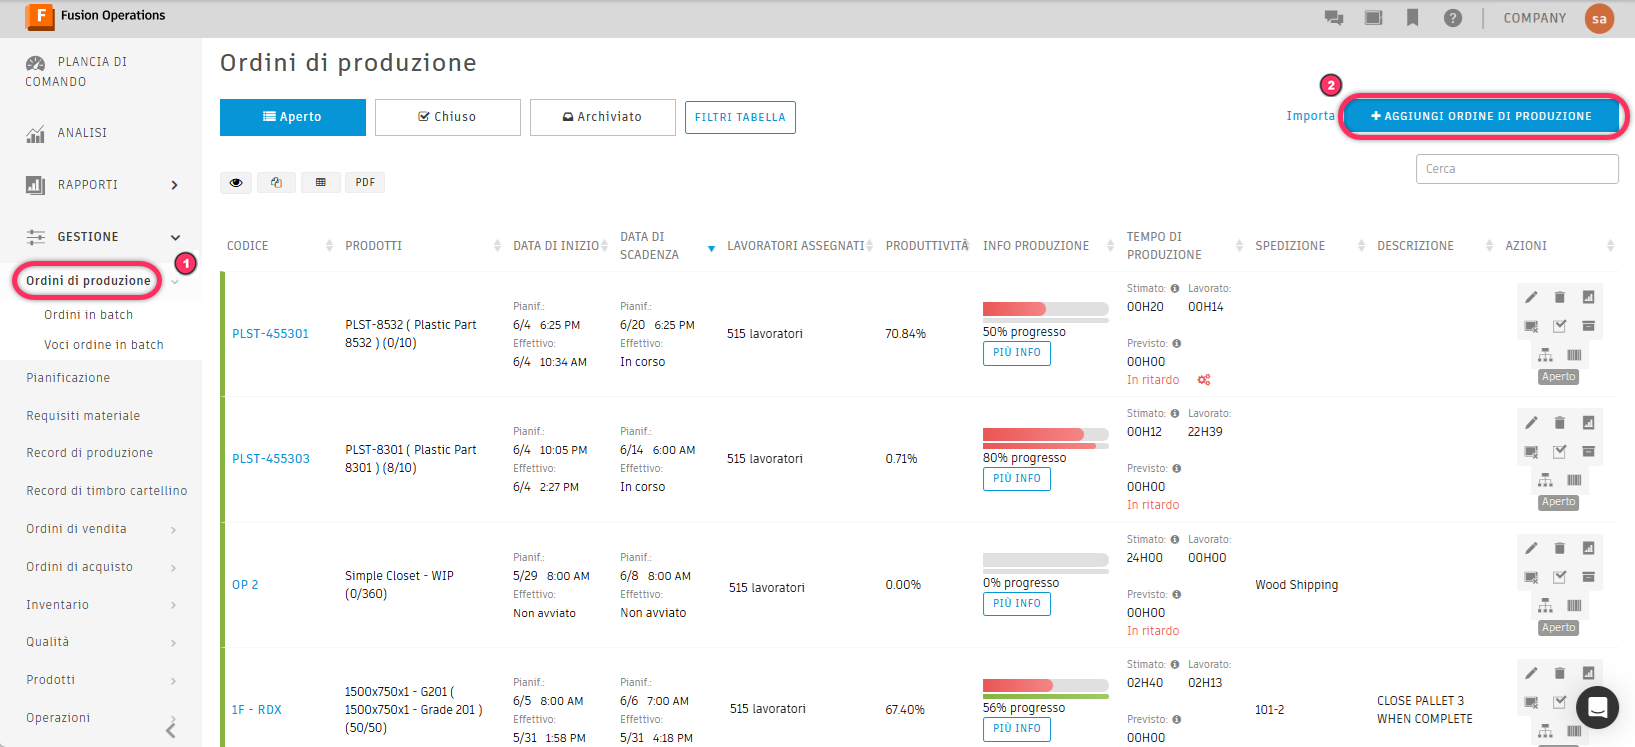 F Fusion Operations
COMPANY
sa
PLANCIA DI
COMANDO
ANALISI
RAPPORTI
GESTIONE
1
Ordini di produzione
Ordini in batch
Voci ordine in batch
Pianificazione
Requisiti materiale
Record di produzione
Record di timbro cartellino
Ordini di vendita
Ordini di acquisto
Inventario
Qualità
Prodotti
Operazioni
Ordini di produzione
Aperto
Chiuso
Archiviato
FILTRI TABELLA
2
Importa
+ AGGIUNGI ORDINE DI PRODUZIONE
Cerca
PDF
CODICE
PRODOTTI
DATA DI INIZIO
DATA DI
SCADENZA
LAVORATORI ASSEGNATI
PRODUTTIVITÀ
INFO PRODUZIONE
TEMPO DI
PRODUZIONE
SPEDIZIONE
DESCRIZIONE
AZIONI
PLST-455301
PLST-8532 ( Plastic Part
8532 ) (0/10)
Pianif.:
6/4 6:25 PM
Effettivo:
6/4 10:34 AM
Pianif.:
6/20 6:25 PM
Effettivo:
In corso
515 lavoratori
70.84%
50% progresso
PIÙ INFO
Stimato: Lavorato:
00H20 00H14
Previsto:
00H00
In ritardo
Aperto
PLST-455303
PLST-8301 ( Plastic Part
8301 ) (8/10)
Pianif.:
6/4 10:05 PM
Effettivo:
6/4 2:27 PM
Pianif.:
6/14 6:00 AM
Effettivo:
In corso
515 lavoratori
0.71%
80% progresso
PIÙ INFO
Stimato: Lavorato:
00H12 22H39
Previsto:
00H00
In ritardo
Aperto
OP 2
Simple Closet - WIP
(0/360)
Pianif.:
5/29 8:00 AM
Effettivo:
Non avviato
Pianif.:
6/8 8:00 AM
Effettivo:
Non avviato
515 lavoratori
0.00%
0% progresso
PIÙ INFO
Stimato: Lavorato:
24H00 00H00
Previsto:
00H00
In ritardo
Wood Shipping
Aperto
1F - RDX
1500x750x1 - G201 (
1500x750x1 - Grade 201 )
(50/50)
Pianif.:
6/5 8:00 AM
Effettivo:
5/31 1:58 PM
Pianif.:
6/6 7:00 AM
Effettivo:
5/31 4:18 PM
515 lavoratori
67.40%
56% progresso
PIÙ INFO
Stimato: Lavorato:
02H40 02H13
Previsto:
00H00
101-2
CLOSE PALLET 3
WHEN COMPLETE